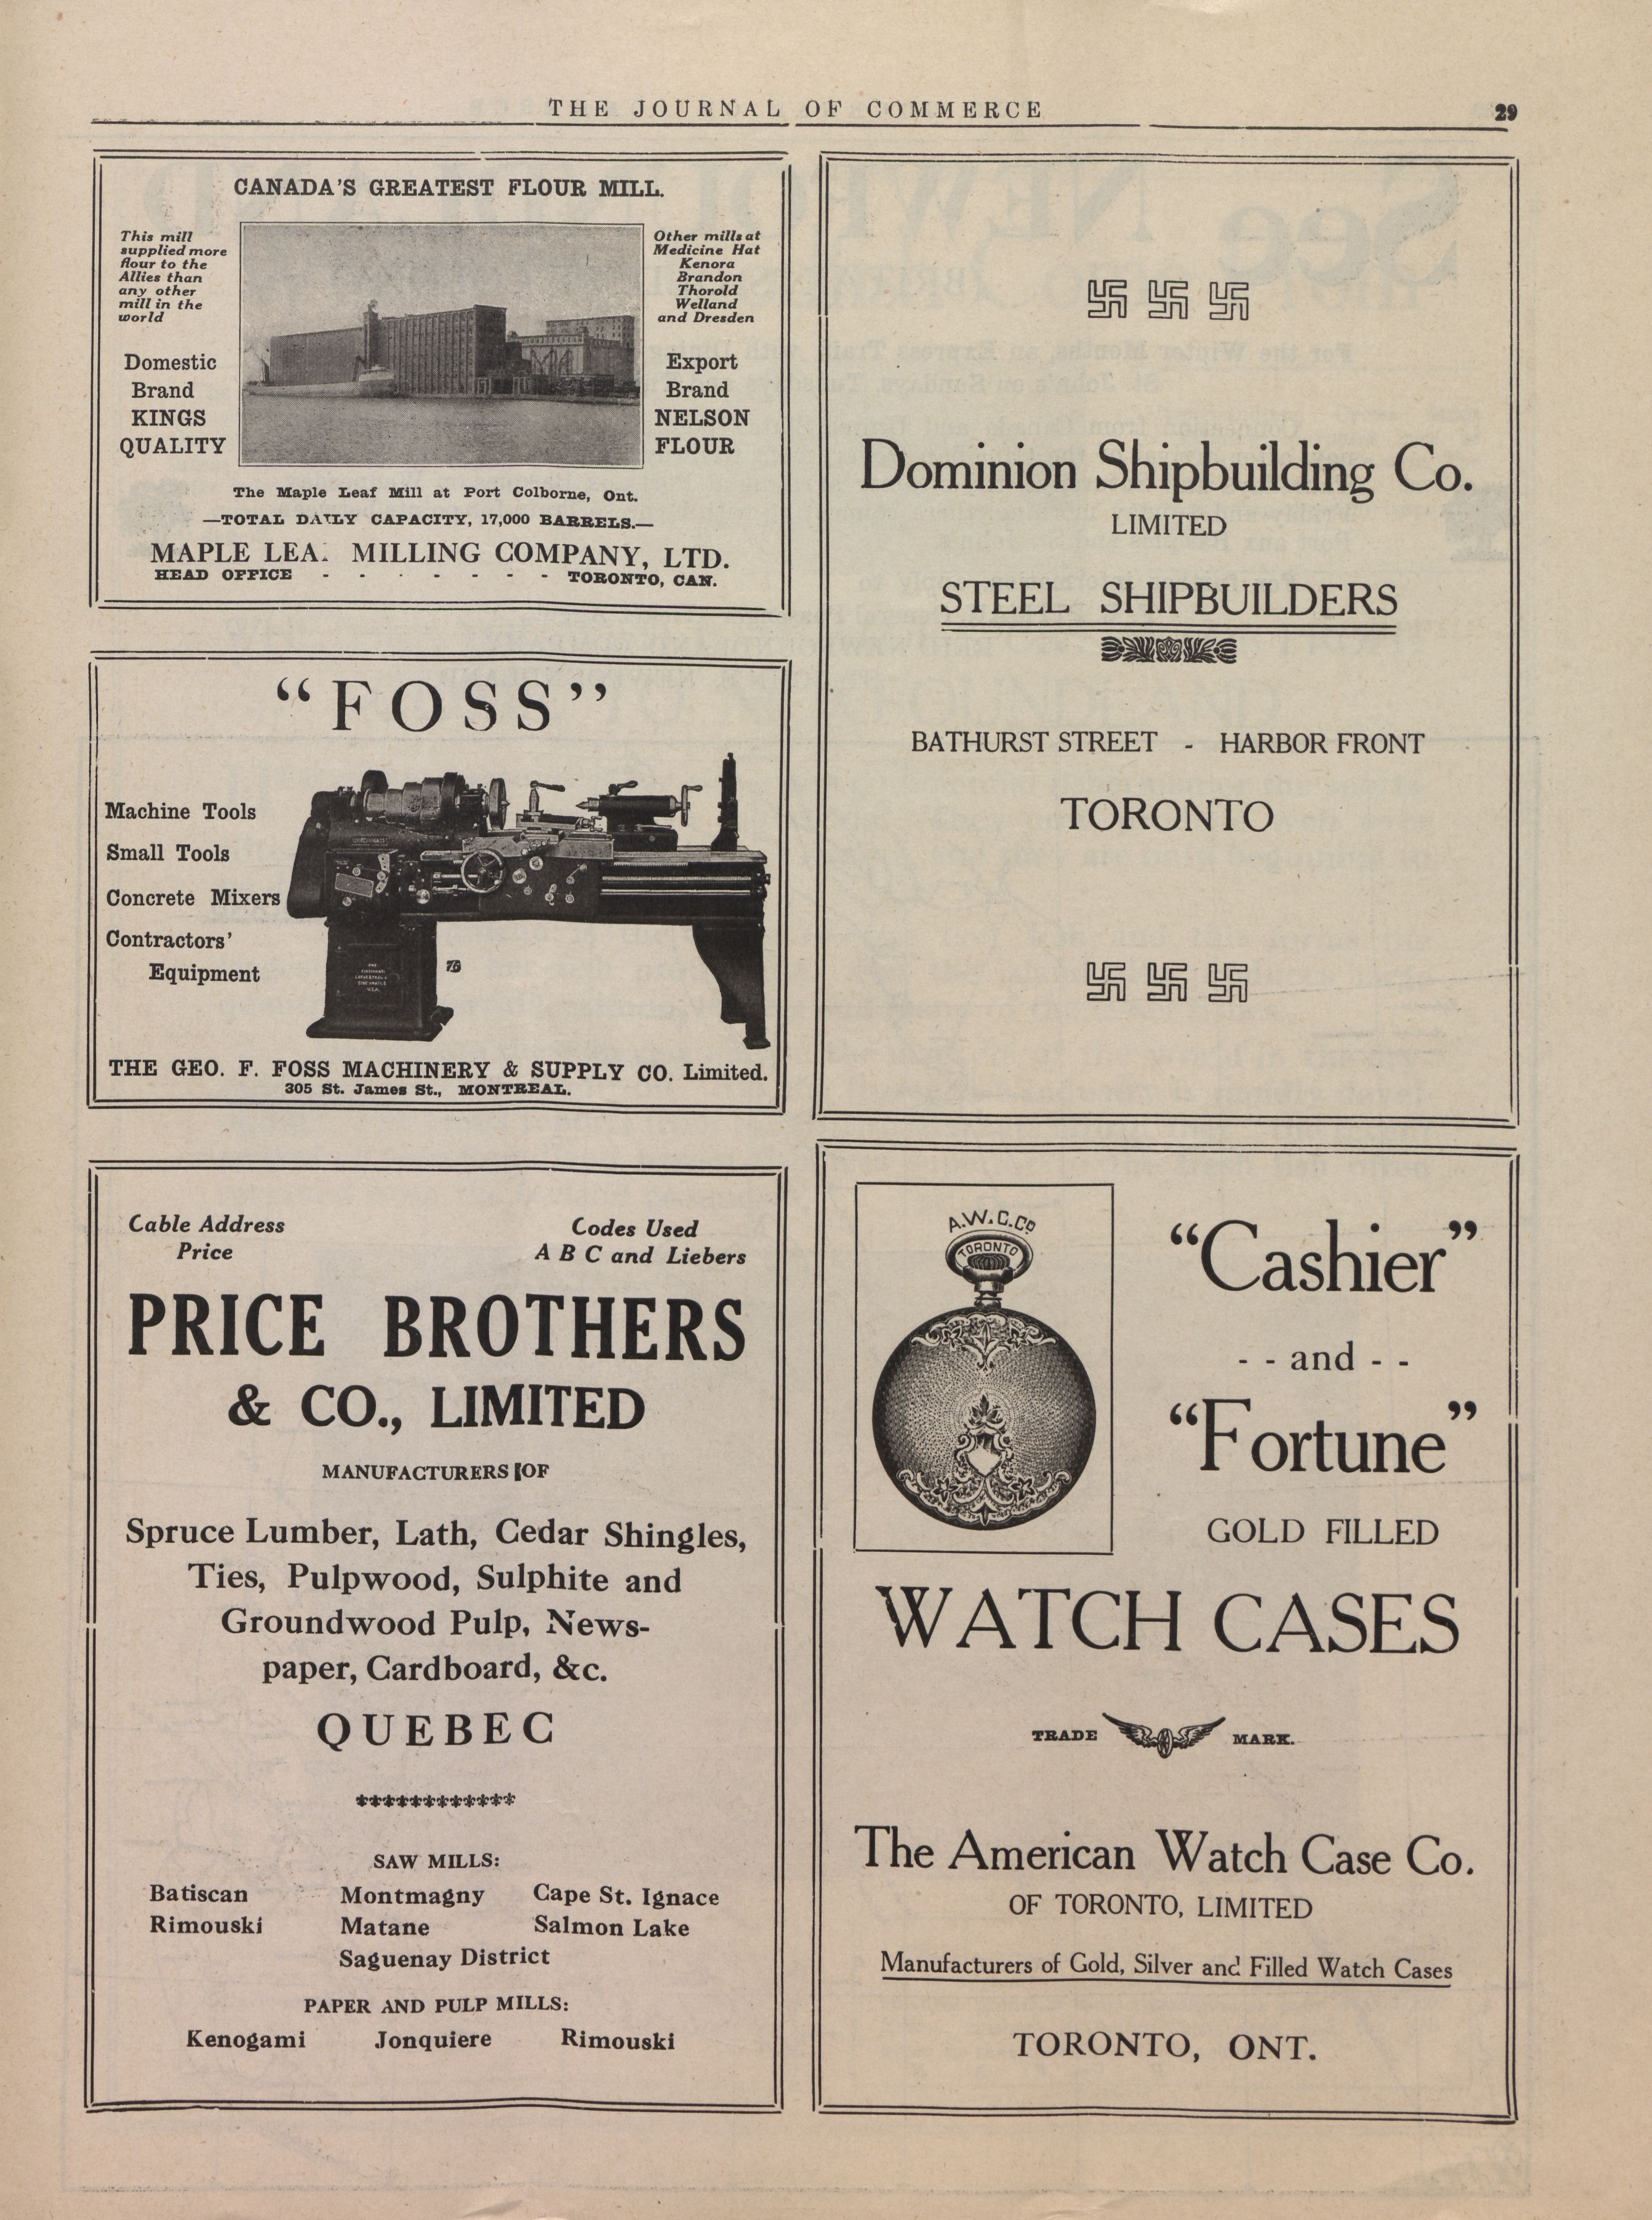 THE JOURNAL OF COMMERCE 29
CANADA'S GREATEST FLOUR MILL.
This mill
supplied more
flour to the
Allies than
any other
mill in the
world
Domestic
Brand
KINGS
QUALITY
Other mills at
Medicine Hat
Kenora
Brandon
Thorold
Welland
and Dresden
Export
Brand
NELSON
FLOUR
The Maple Leaf Mill at Port Colborne, Ont.
—TOTAL DAILY CAPACITY, 17,000 BARRELS.—
MAPLE LEA. MILLING COMPANY, LTD.
HEAD OFFICE - - - - - - - TORONTO, CAN.
"FOSS"
Machine Tools
Small Tools
Concrete Mixers
Contractors'
Equipment
76
THE GEO. F. FOSS MACHINERY & SUPPLY CO. Limited.
305 St. James St., MONTREAL.
Cable Address
Price
Codes Used
A B C and Liebers
PRICE BROTHERS
& CO., LIMITED
MANUFACTURERS OF
Spruce Lumber, Lath, Cedar Shingles,
Ties, Pulpwood, Sulphite and
Groundwood Pulp, News-
paper, Cardboard, &c.
QUEBEC
SAW MILLS:
Batiscan Montmagny Cape St. Ignace
Rimouski Matane Salmon Lake
Saguenay District
PAPER AND PULP MILLS:
Kenogami Jonquiere Rimouski
Dominion Shipbuilding Co.
LIMITED
STEEL SHIPBUILDERS
BATHURST STREET - HARBOR FRONT
TORONTO
A.W.C.Co
TORONTO
"Cashier"
- - and - -
"Fortune"
GOLD FILLED
WATCH CASES
TRADE MARK.
The American Watch Case Co.
OF TORONTO, LIMITED
Manufacturers of Gold, Silver and Filled Watch Cases
TORONTO, ONT.